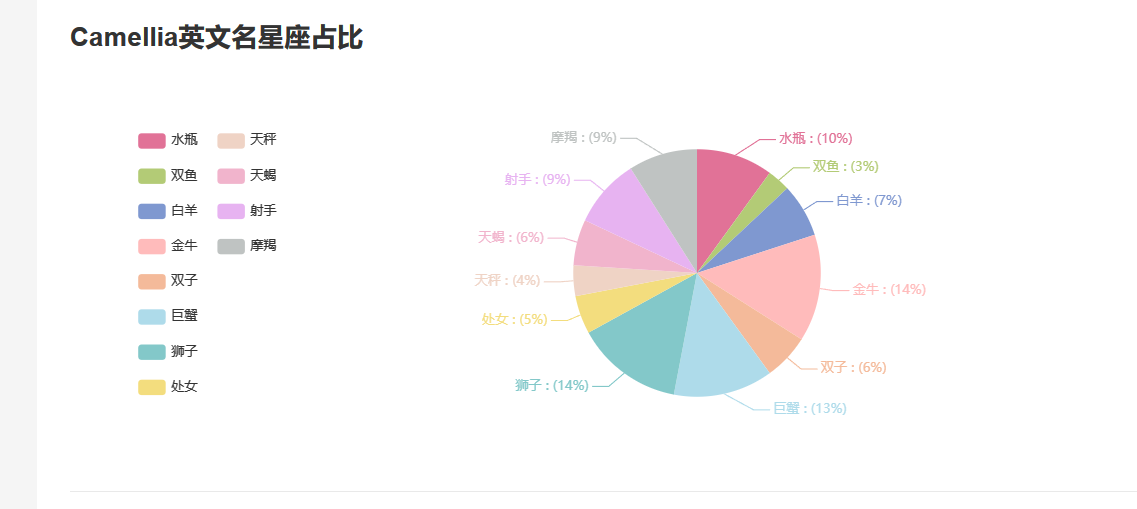 Camellia英文名星座占比
水瓶
双鱼
白羊
金牛
双子
巨蟹
狮子
处女
天秤
天蝎
射手
摩羯
摩羯 : (9%)
水瓶 : (10%)
双鱼 : (3%)
射手 : (9%)
白羊 : (7%)
天蝎 : (6%)
天秤 : (4%)
金牛 : (14%)
处女 : (5%)
双子 : (6%)
狮子 : (14%)
巨蟹 : (13%)